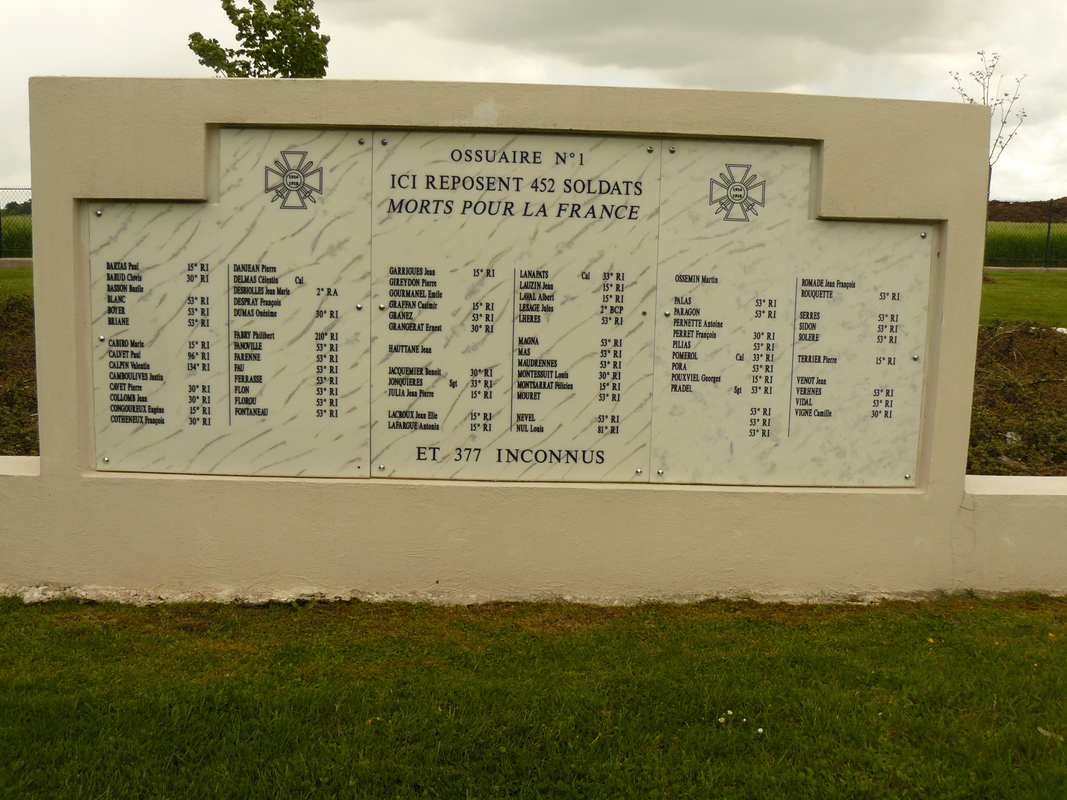 OSSUAIRE N°1
ICI REPOSENT 452 SOLDATS
MORTS POUR LA FRANCE
BARTAS Paul 15° RI
BARUD Clovis 30° RI
BASSON Basile
BLANC 53° RI
BOYER 53° RI
BRIANE 53° RI
CABIRO Marie 15° RI
CALVET Paul 96° RI
CALPIN Valentin 134° RI
CAMBOULIVES Justin
CAVET Pierre 30° RI
COLLOMB Jean 30° RI
CONGOUREUX Eugène 15° RI
COTHENEUX François 30° RI
DANJEAN Pierre
DELMAS Célestin Cal
DESBIOLLES Jean Marie 2° RA
DESPRAY François
DUMAS Onésime 30° RI
FABRY Philibert 210° RI
FANOVILLE 53° RI
FARENNE 53° RI
FAU 53° RI
FERRASSE 53° RI
FLON 53° RI
FLOROU 53° RI
FONTANEAU 53° RI
GARRIGUES Jean 15° RI
GIREYDON Pierre
GOURMANEL Emile
GRAFFAN Casimir 15° RI
GRANEZ 53° RI
GRANGERAT Ernest 30° RI
HAUTTANE Jean
JACQUEMIER Benoit 30° RI
JONQUIERES Sgt 33° RI
JULIA Jean Pierre 15° RI
LACROUX Jean Elie 15° RI
LAFARGUE Antonin 15° RI
LANAPATS Cal 33° RI
LAUZIN Jean 15° RI
LAVAL Albert 15° RI
LESAGE Jules 2° BCP
LHERES 53° RI
MAGNA 53° RI
MAS 53° RI
MAUDRENNES 53° RI
MONTESSUIT Louis 30° RI
MONTSARRAT Félicien 15° RI
MOURET 53° RI
NEVEL 53° RI
NUL Louis 81° RI
OSSEMIN Martin
PALAS 53° RI
PARAGON 53° RI
PERNETTE Antoine
PERRET François 30° RI
PILIAS 53° RI
POMEROL Cal 33° RI
PORA 53° RI
POUXVIEL Georges 15° RI
PRADEL Sgt 53° RI
53° RI
53° RI
53° RI
ROMADE Jean François
ROUQUETTE 53° RI
SERRES 53° RI
SIDON 53° RI
SOLERE 53° RI
TERRIER Pierre 15° RI
VENOT Jean
VERHNES 53° RI
VIDAL 53° RI
VIGNE Camille 30° RI
ET 377 INCONNUS